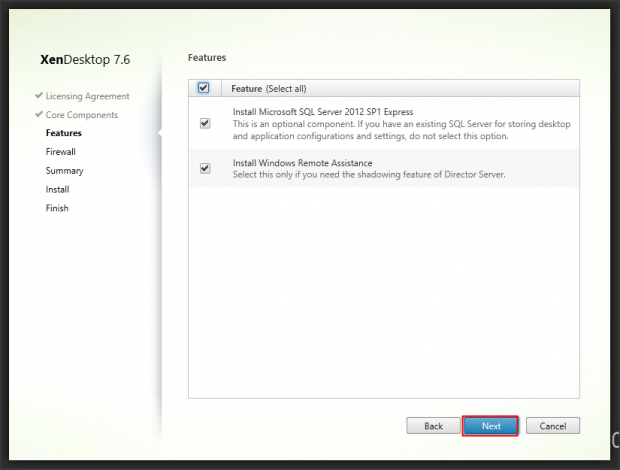 XenDesktop 7.6
Licensing Agreement
Core Components
Features
Firewall
Summary
Install
Finish
Features
Feature (Select all)
Install Microsoft SQL Server 2012 SP1 Express
This is an optional component. If you have an existing SQL Server for storing desktop
and application configurations and settings, do not select this option.
Install Windows Remote Assistance
Select this only if you need the shadowing feature of Director Server.
Back
Next
Cancel